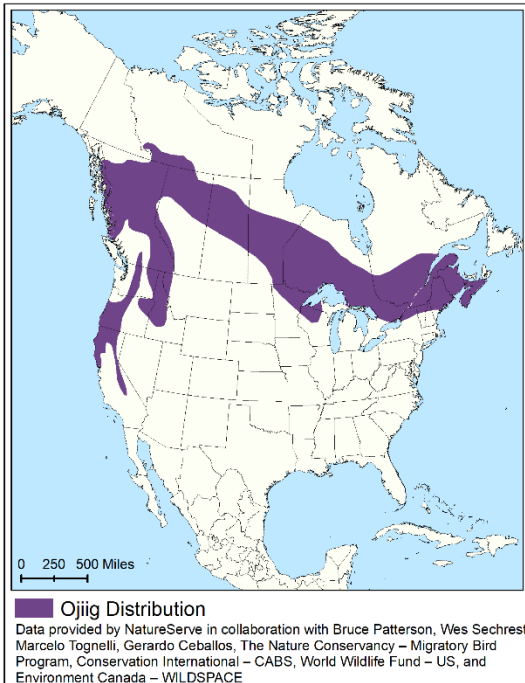 0 250 500 Miles
Ojiig Distribution
Data provided by NatureServe in collaboration with Bruce Patterson, Wes Sechrest
Marcelo Tognelli, Gerardo Ceballos, The Nature Conservancy – Migratory Bird
Program, Conservation International – CABS, World Wildlife Fund – US, and
Environment Canada – WILDSPACE